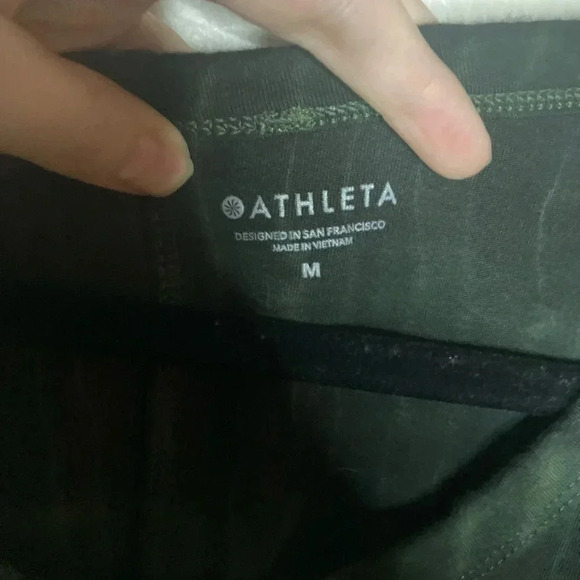 ATHLETA
DESIGNED IN SAN FRANCISCO
MADE IN VIETNAM
M